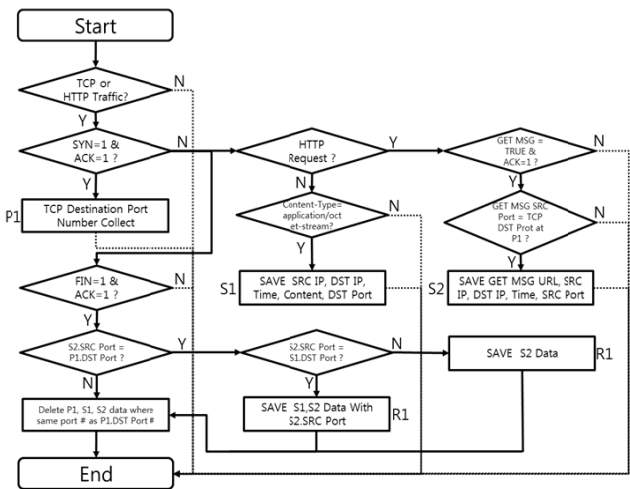 Start
TCP or
HTTP Traffic?
N
Y
SYN=1 &
ACK=1 ?
N
Y
HTTP
Request ?
Y
N
GET MSG =
TRUE &
ACK=1 ?
N
Y
P1
TCP Destination Port
Number Collect
Content-Type=
application/oct
et-stream?
N
Y
GET MSG SRC
Port = TCP
DST Prot at
P1 ?
N
Y
FIN=1 &
ACK=1 ?
N
Y
S1
SAVE SRC IP, DST IP,
Time, Content, DST Port
S2
SAVE GET MSG URL, SRC
IP, DST IP, Time, SRC Port
S2.SRC Port =
P1.DST Port ?
Y
N
S2.SRC Port =
S1.DST Port ?
N
Y
SAVE S2 Data
R1
Delete P1, S1, S2 data where
same port # as P1.DST Port #
SAVE S1,S2 Data With
S2.SRC Port
R1
End